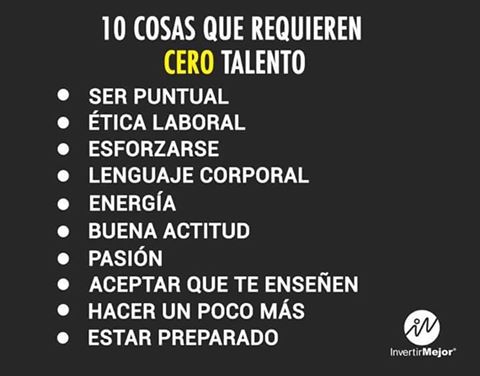 10 COSAS QUE REQUIEREN
CERO TALENTO
• SER PUNTUAL
• ÉTICA LABORAL
• ESFORZARSE
• LENGUAJE CORPORAL
• ENERGÍA
• BUENA ACTITUD
• PASIÓN
• ACEPTAR QUE TE ENSEÑEN
• HACER UN POCO MÁS
• ESTAR PREPARADO
InvertirMejor®